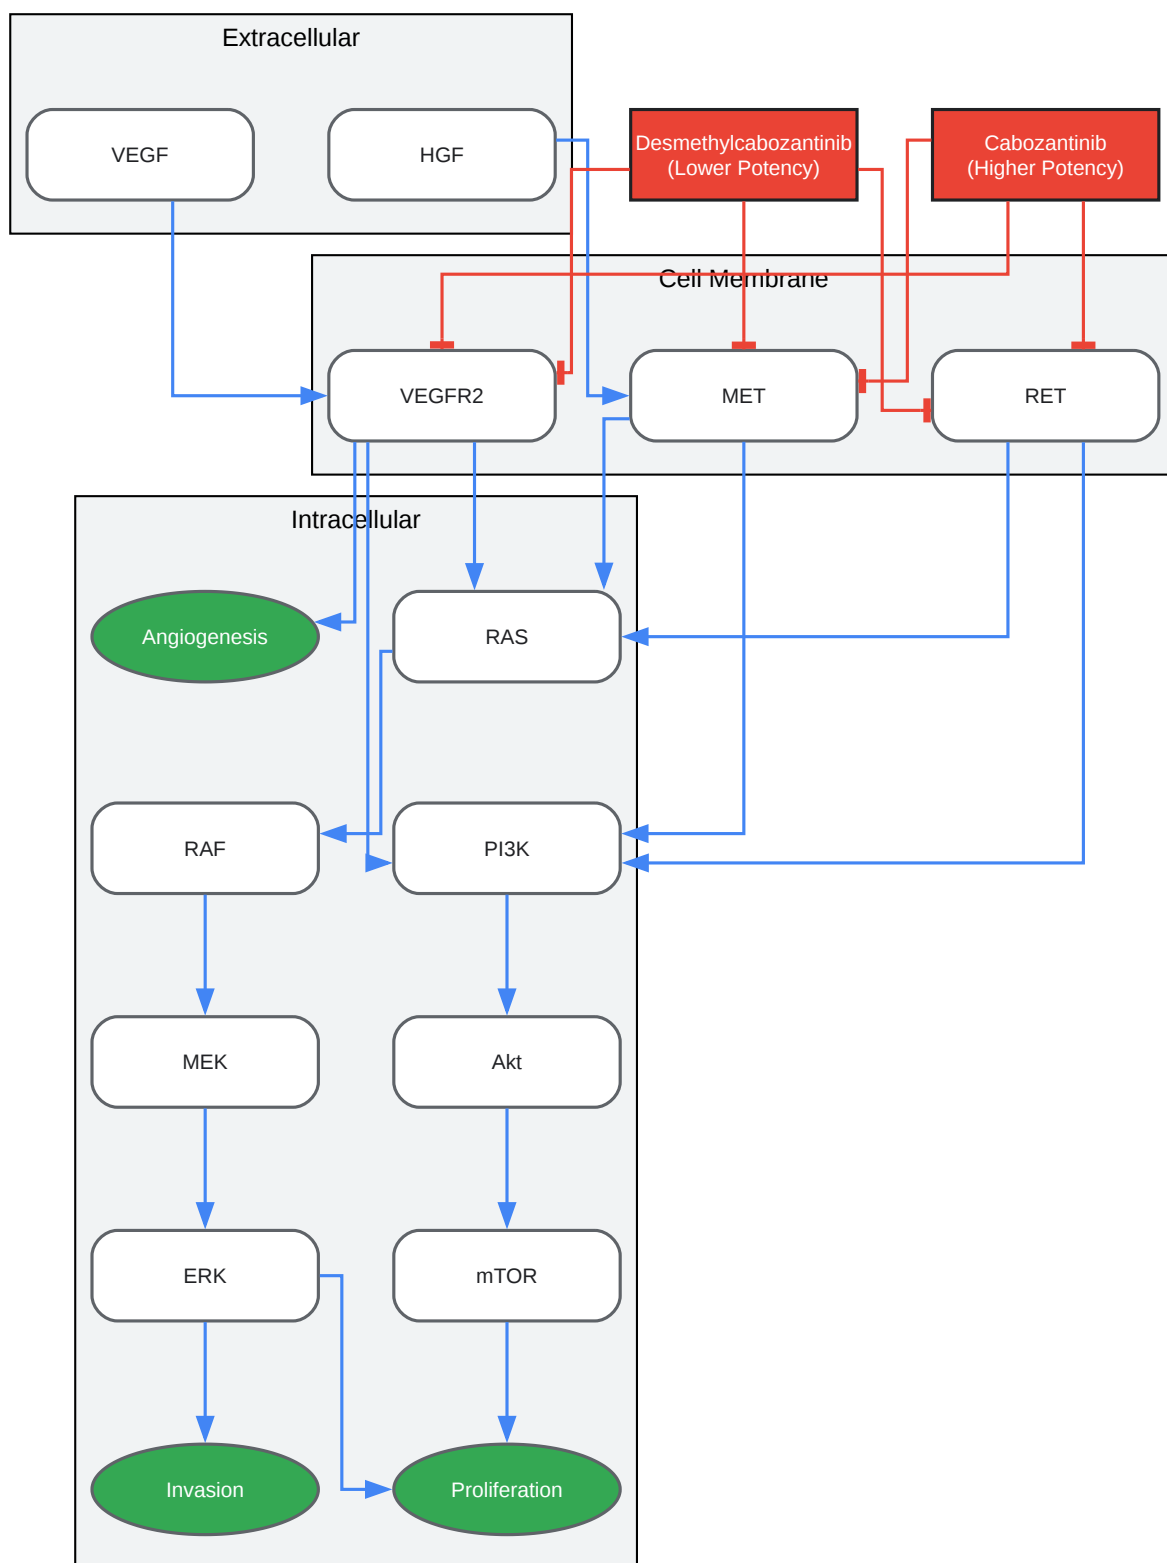 Extracellular
VEGF
HGF
Desmethylcabozantinib
(Lower Potency)
Cabozantinib
(Higher Potency)
Cell Membrane
VEGFR2
MET
RET
Intracellular
Angiogenesis
RAS
RAF
PI3K
MEK
Akt
ERK
mTOR
Invasion
Proliferation